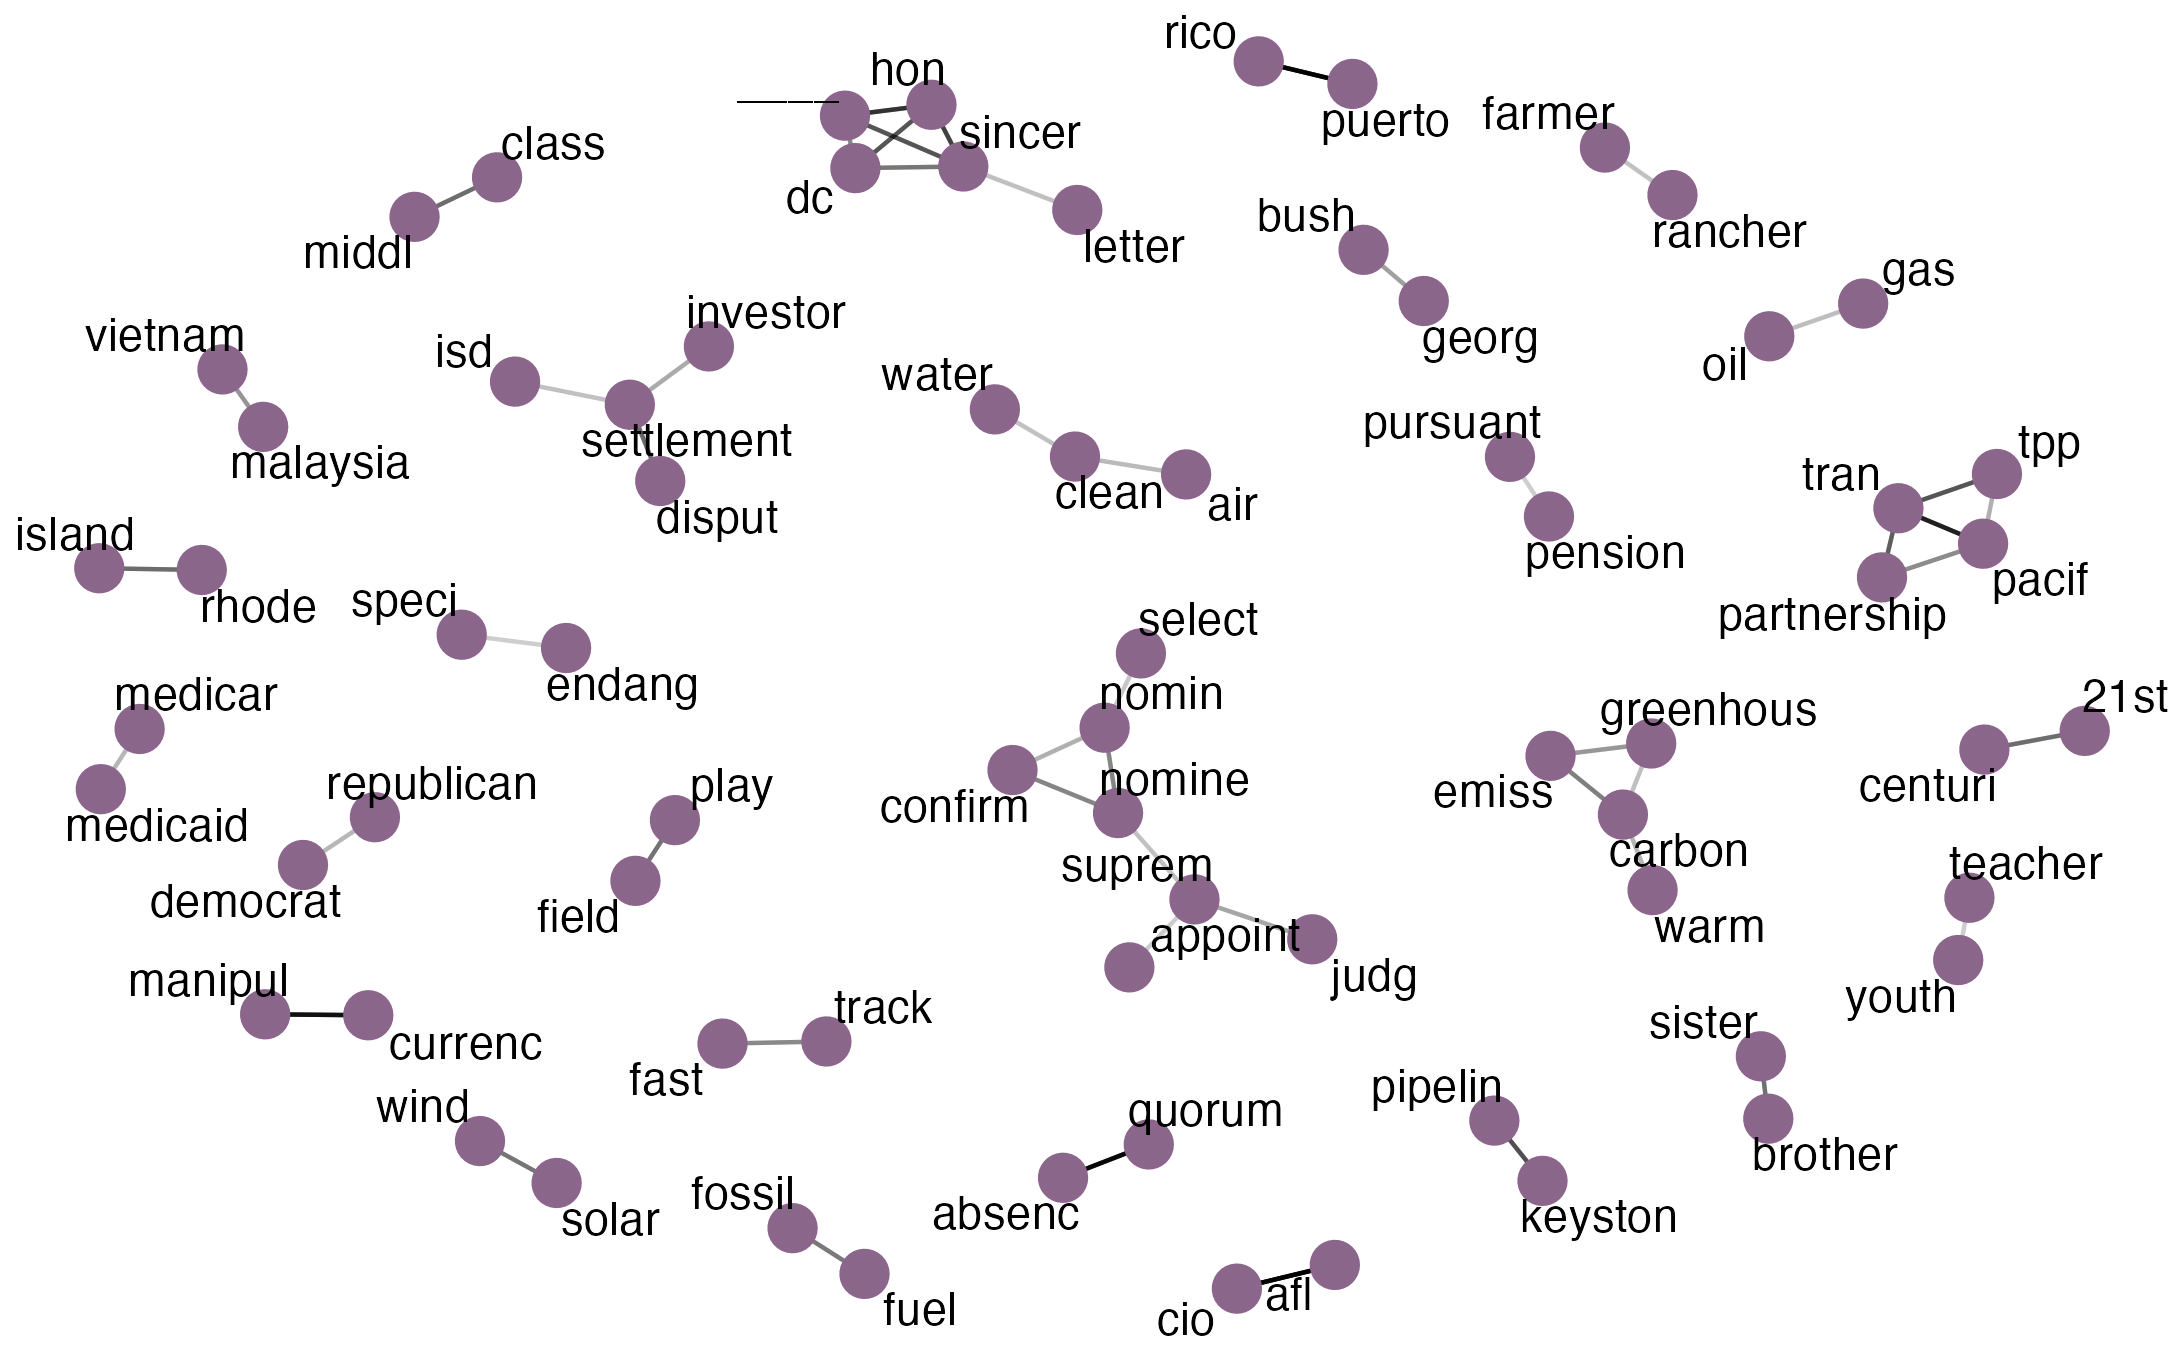 rico
hon
____
sincer
dc
letter
puerto
farmer
rancher
class
middl
bush
georg
gas
oil
vietnam
malaysia
investor
isd
settlement
disput
water
clean
air
pursuant
pension
tpp
tran
pacif
partnership
island
rhode
speci
endang
select
nomin
confirm
nomine
suprem
appoint
judg
greenhous
emiss
carbon
warm
21st
centuri
medicar
medicaid
republican
democrat
play
field
teacher
youth
manipul
currenc
track
fast
sister
brother
wind
solar
quorum
absenc
pipelin
keyston
fossil
fuel
afl
cio